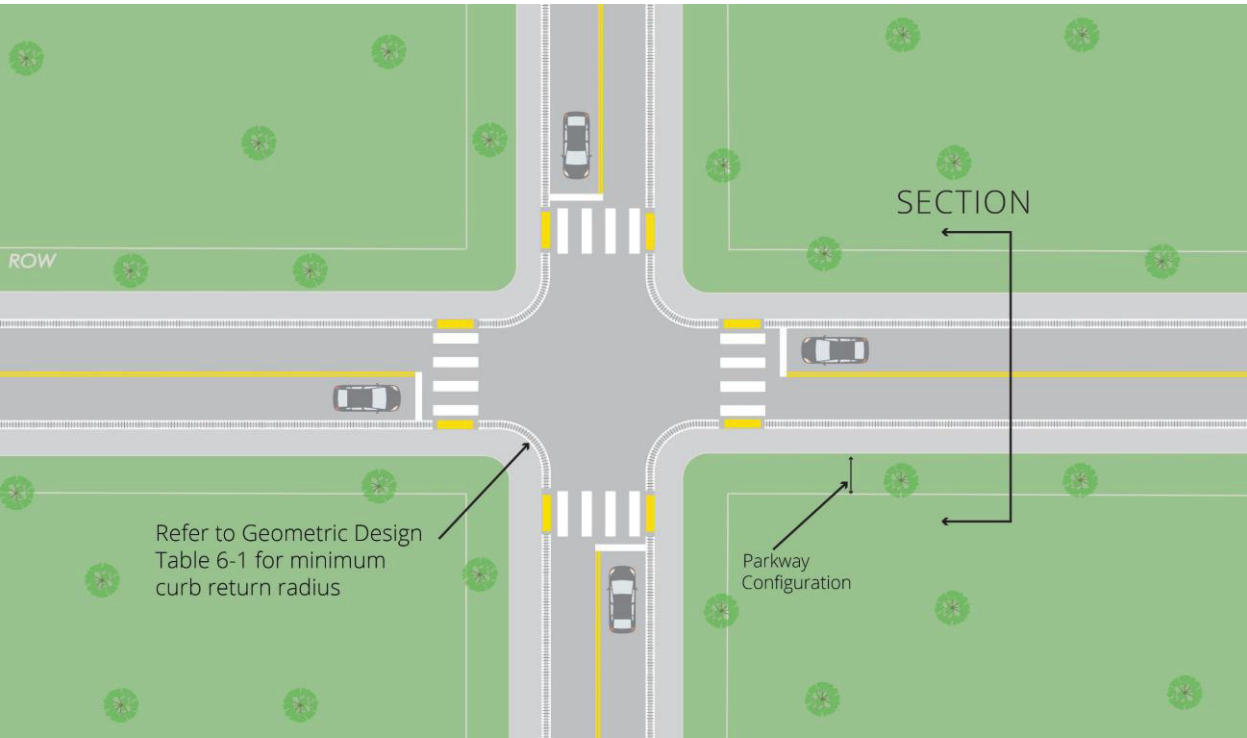 SECTION
ROW
Refer to Geometric Design
Table 6-1 for minimum
curb return radius
Parkway
Configuration